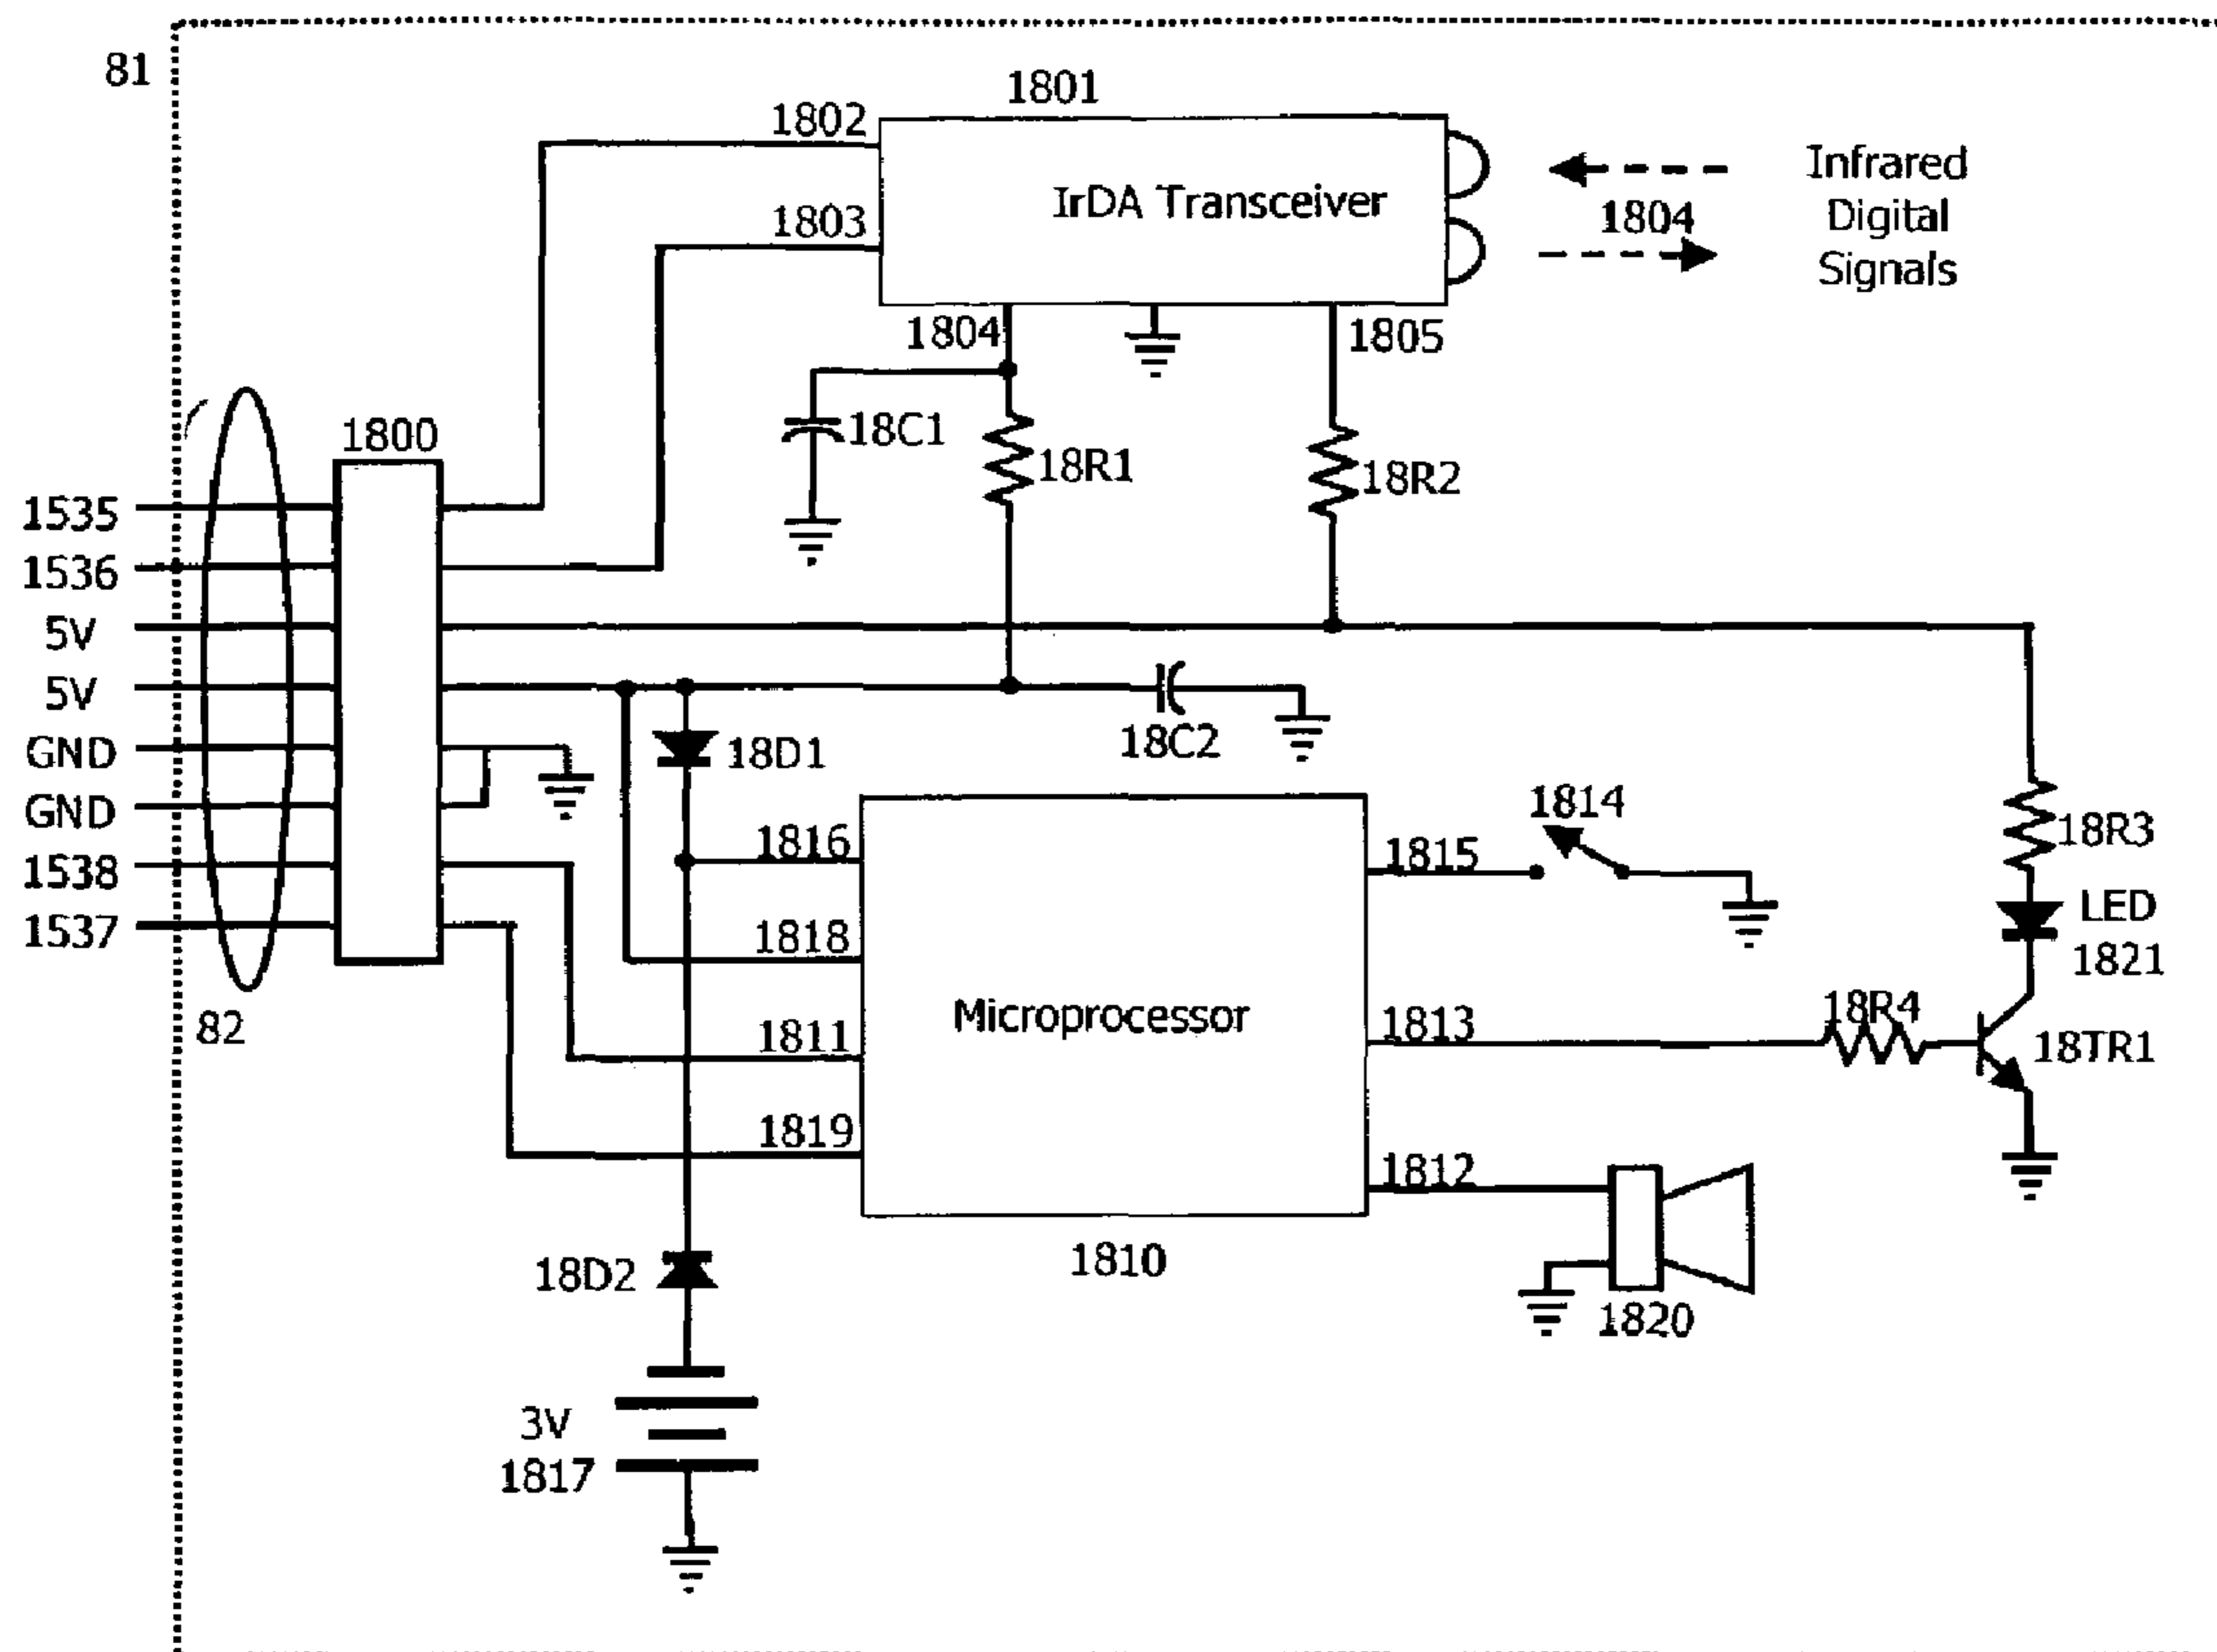 81
1801
1802
IrDA Transceiver
1803
Infrared
Digital
Signals
1804
1804
1805
18C1
18R1
18R2
1800
1535
1536
5V
5V
GND
GND
1538
1537
82
18C2
18D1
1816
1818
1811
1819
Microprocessor
1810
1814
1815
1813
1812
18R3
LED
1821
18R4
18TR1
1820
18D2
3V
1817